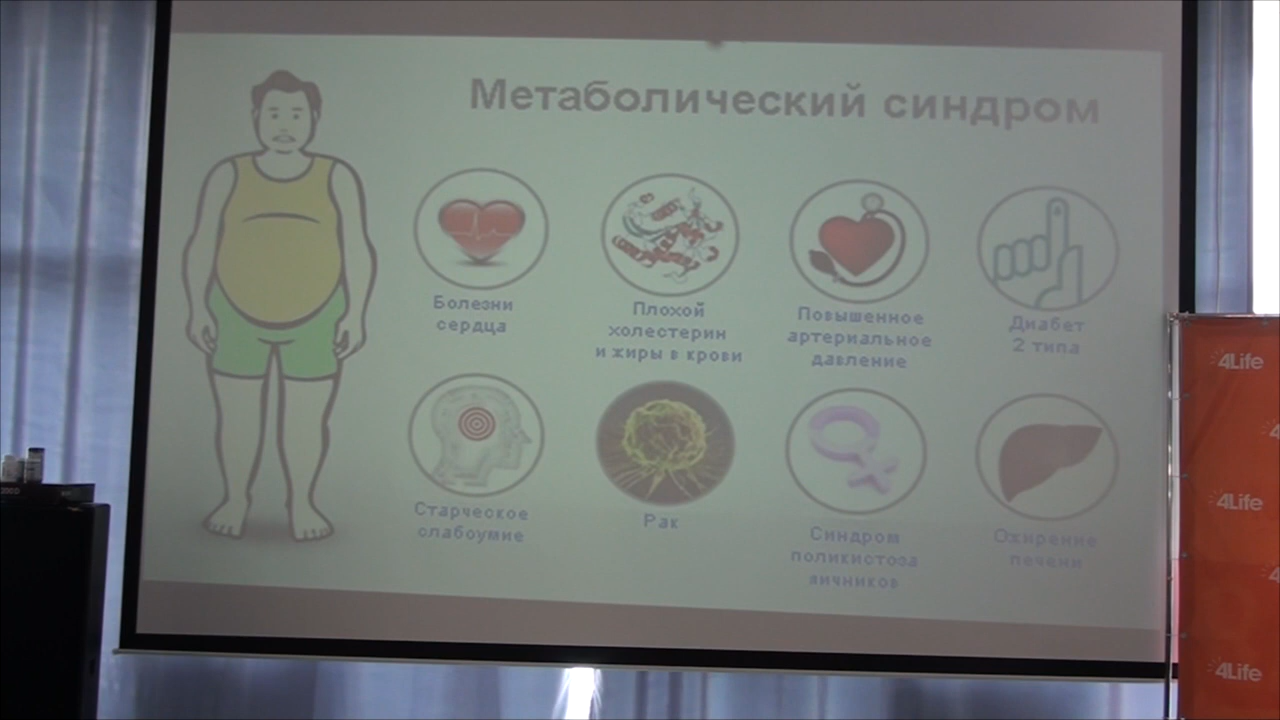 Метаболический синдром
Болезни
сердца
Плохой
холестерин
и жиры в крови
Повышенное
артериальное
давление
Диабет
2 типа
Старческое
слабоумие
Рак
Синдром
поликистоза
яичников
Ожирение
печени
4Life
4Life
4Life